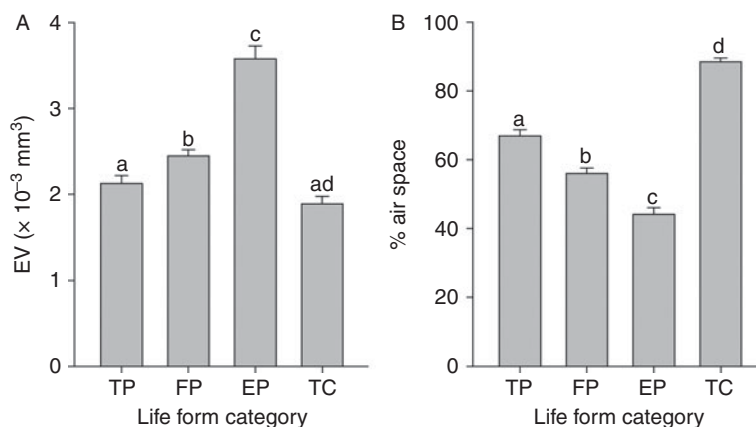 A
EV (× 10⁻³ mm³)
4
3
2
1
0
a
b
c
ad
TP FP EP TC
Life form category
B
% air space
100
80
60
40
20
0
a
b
c
d
TP FP EP TC
Life form category